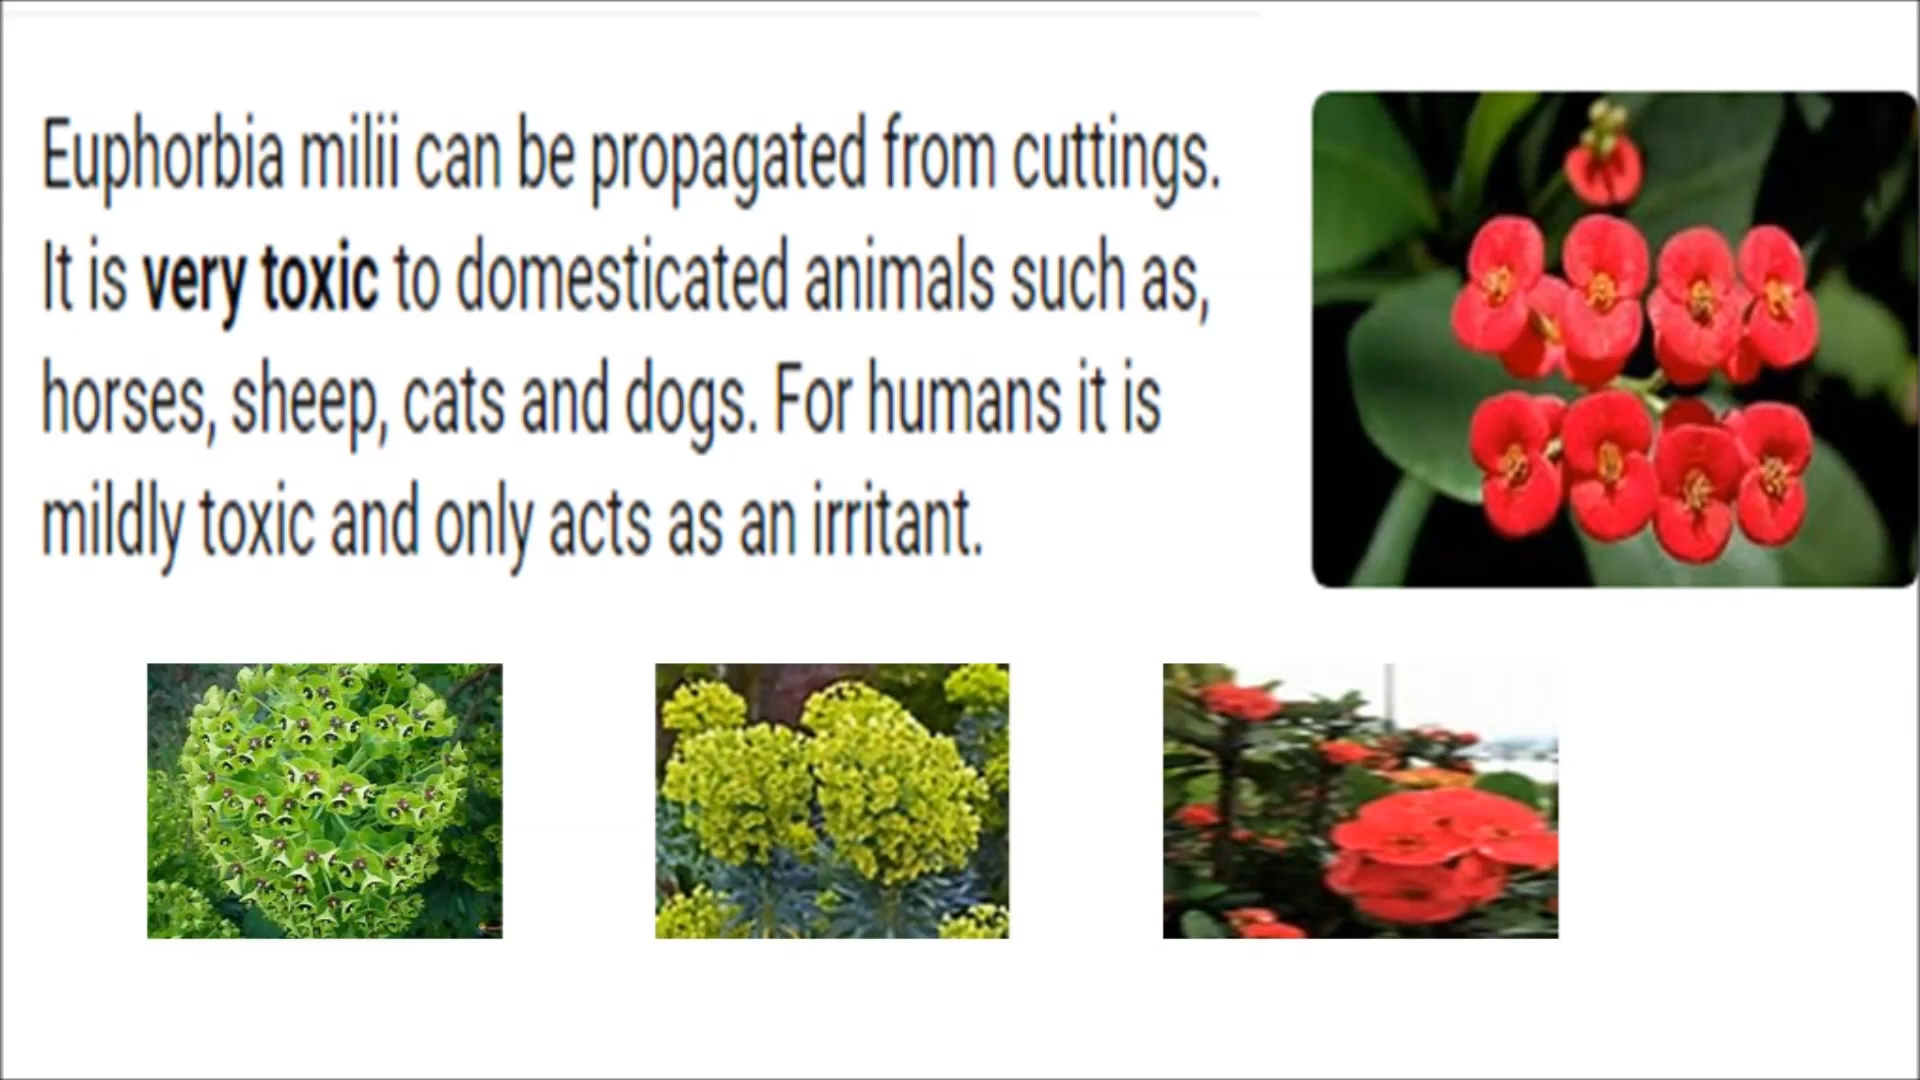 Euphorbia milii can be propagated from cuttings.
It is very toxic to domesticated animals such as,
horses, sheep, cats and dogs. For humans it is
mildly toxic and only acts as an irritant.